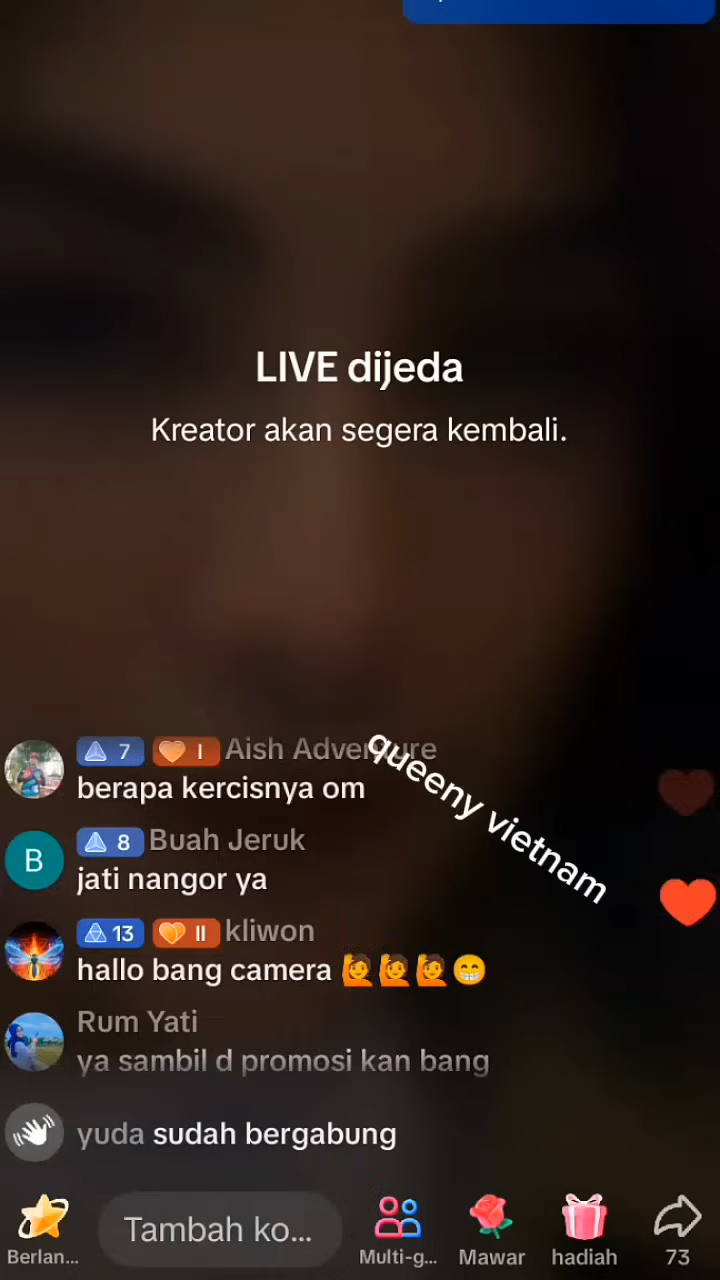 LIVE dijeda
Kreator akan segera kembali.
7 I Aish Adventure
berapa kercisnya om
queeny vietnam
8 Buah Jeruk
B
jati nangor ya
13 II kliwon
hallo bang camera 🙋🙋🙋😁
Rum Yati
ya sambil d promosi kan bang
yuda sudah bergabung
Tambah ko...
Berlan...
Multi-g...
Mawar
hadiah
73